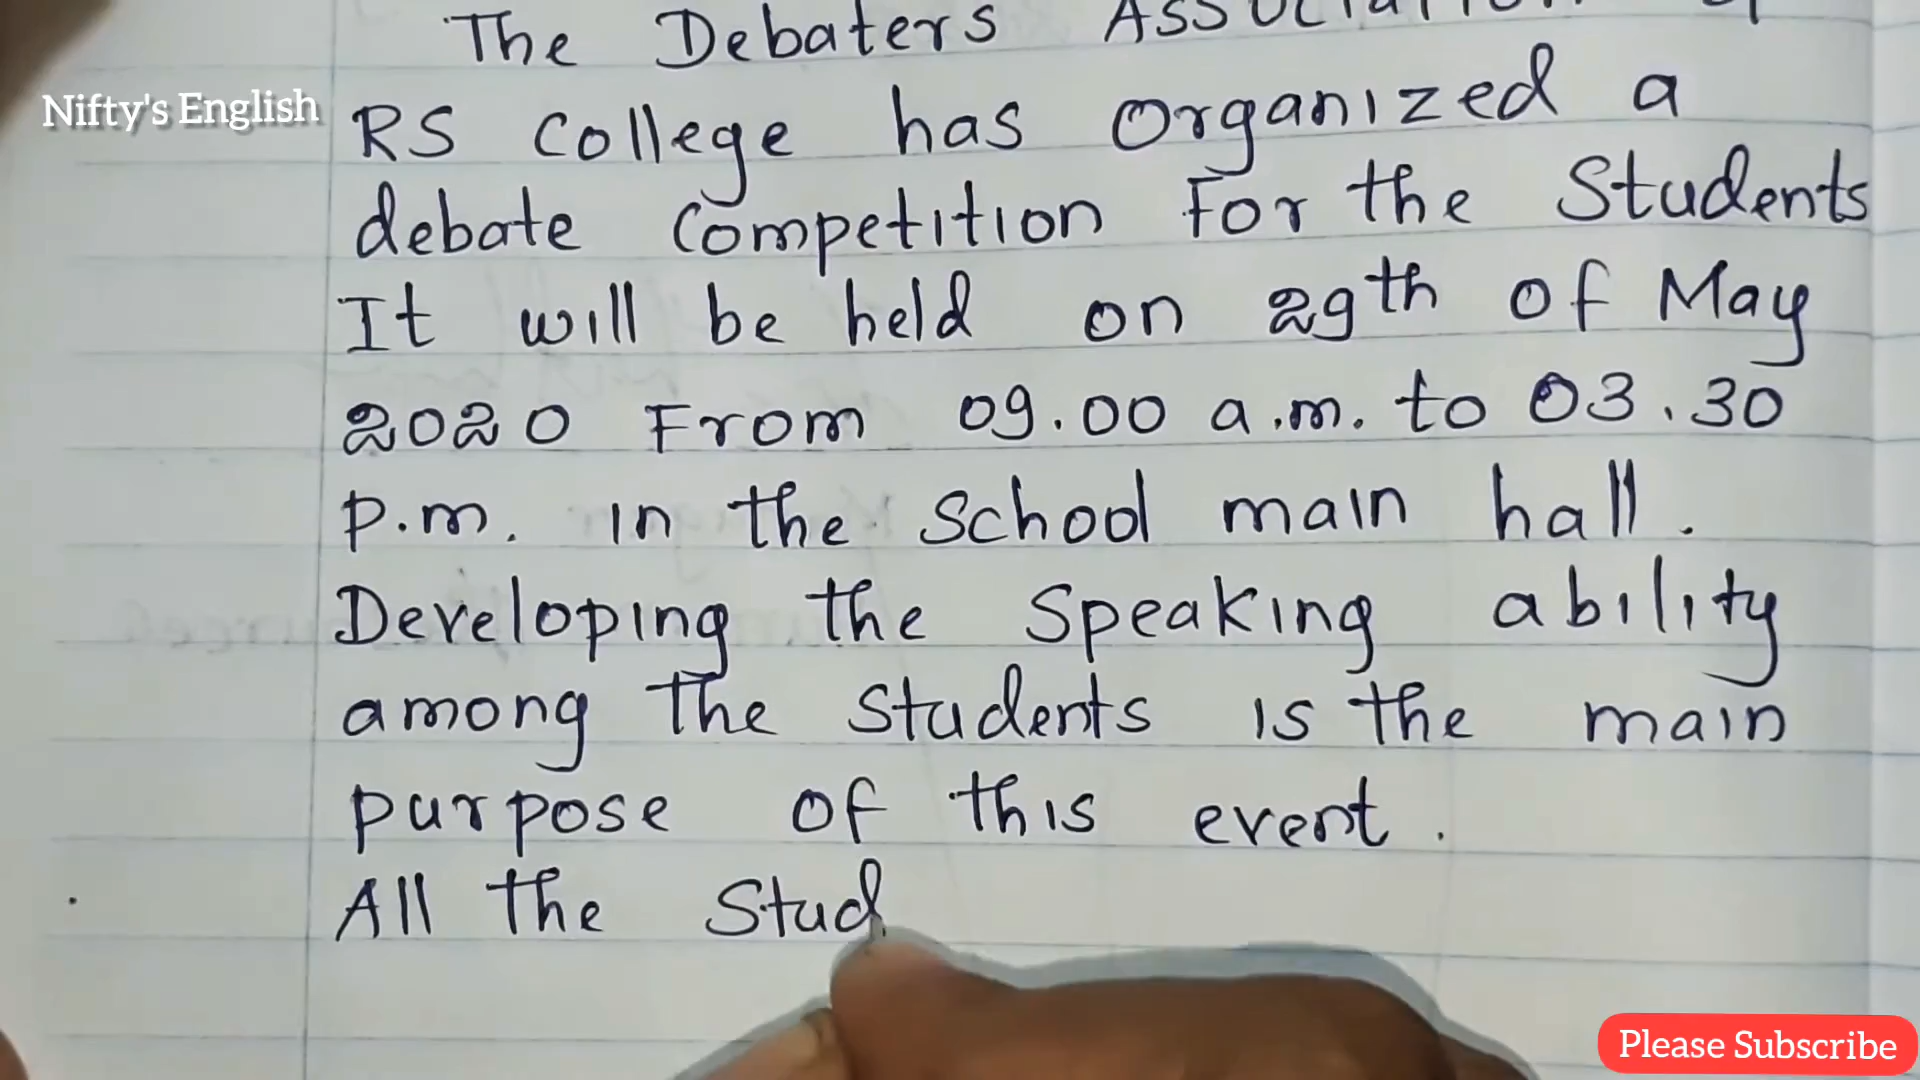 The Debaters Association of
Nifty's English
RS College has Organized a
debate Competition For the Students
It will be held on 29th of May
2020 From 09.00 a.m. to 03.30
p.m. in the School main hall.
Developing the Speaking ability
among the Students is the main
purpose of this event.
All the Stud
Please Subscribe